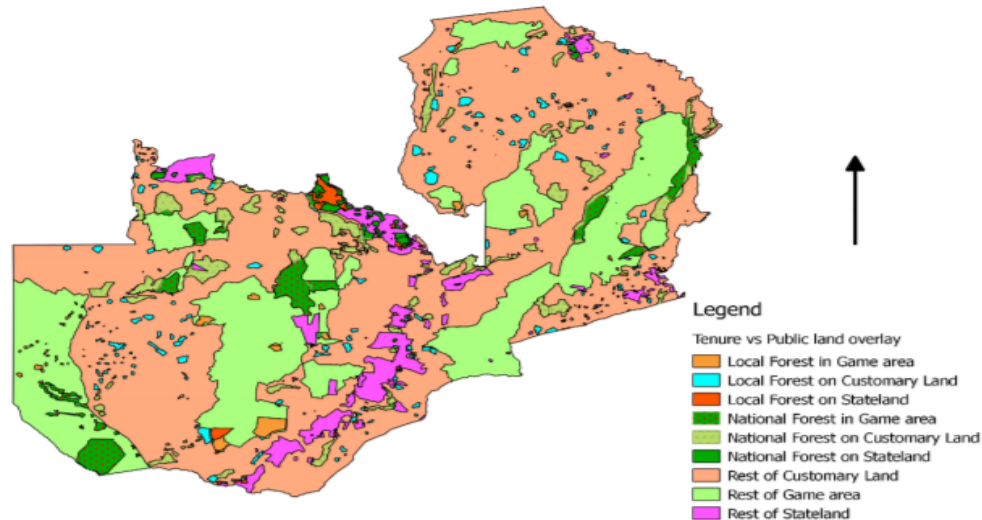 Legend
Tenure vs Public land overlay
Local Forest in Game area
Local Forest on Customary Land
Local Forest on Stateland
National Forest in Game area
National Forest on Customary Land
National Forest on Stateland
Rest of Customary Land
Rest of Game area
Rest of Stateland